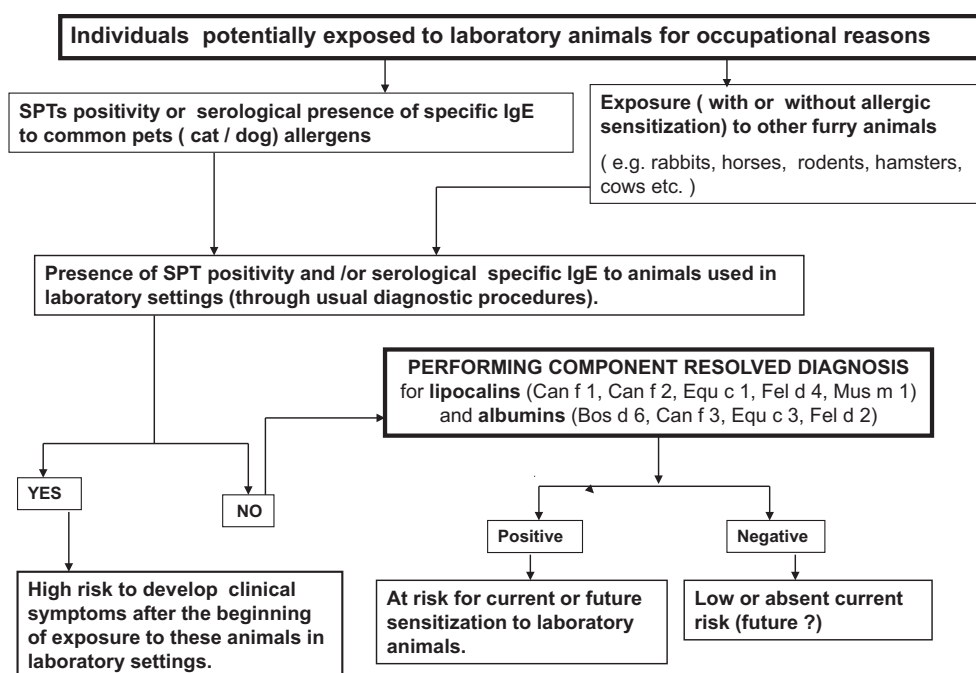 Individuals potentially exposed to laboratory animals for occupational reasons
SPTs positivity or serological presence of specific IgE
to common pets ( cat / dog) allergens
Exposure ( with or without allergic
sensitization) to other furry animals
( e.g. rabbits, horses, rodents, hamsters,
cows etc. )
Presence of SPT positivity and /or serological specific IgE to animals used in
laboratory settings (through usual diagnostic procedures).
PERFORMING COMPONENT RESOLVED DIAGNOSIS
for lipocalins (Can f 1, Can f 2, Equ c 1, Fel d 4, Mus m 1)
and albumins (Bos d 6, Can f 3, Equ c 3, Fel d 2)
YES
NO
Positive
Negative
High risk to develop clinical
symptoms after the beginning
of exposure to these animals in
laboratory settings.
At risk for current or future
sensitization to laboratory
animals.
Low or absent current
risk (future ?)